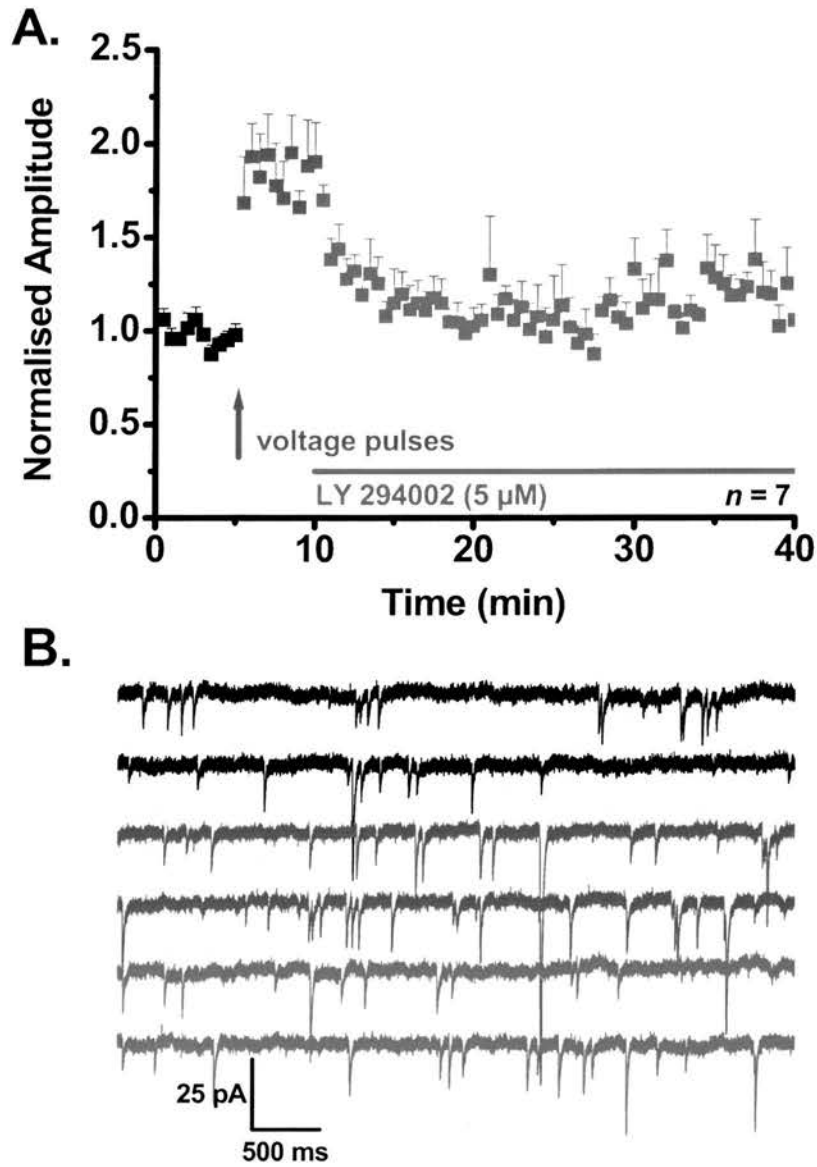 A.
Normalised Amplitude
2.5
2.0
1.5
1.0
0.5
0.0
voltage pulses
LY 294002 (5 µM)
n = 7
0
10
20
30
40
Time (min)
B.
25 pA
500 ms